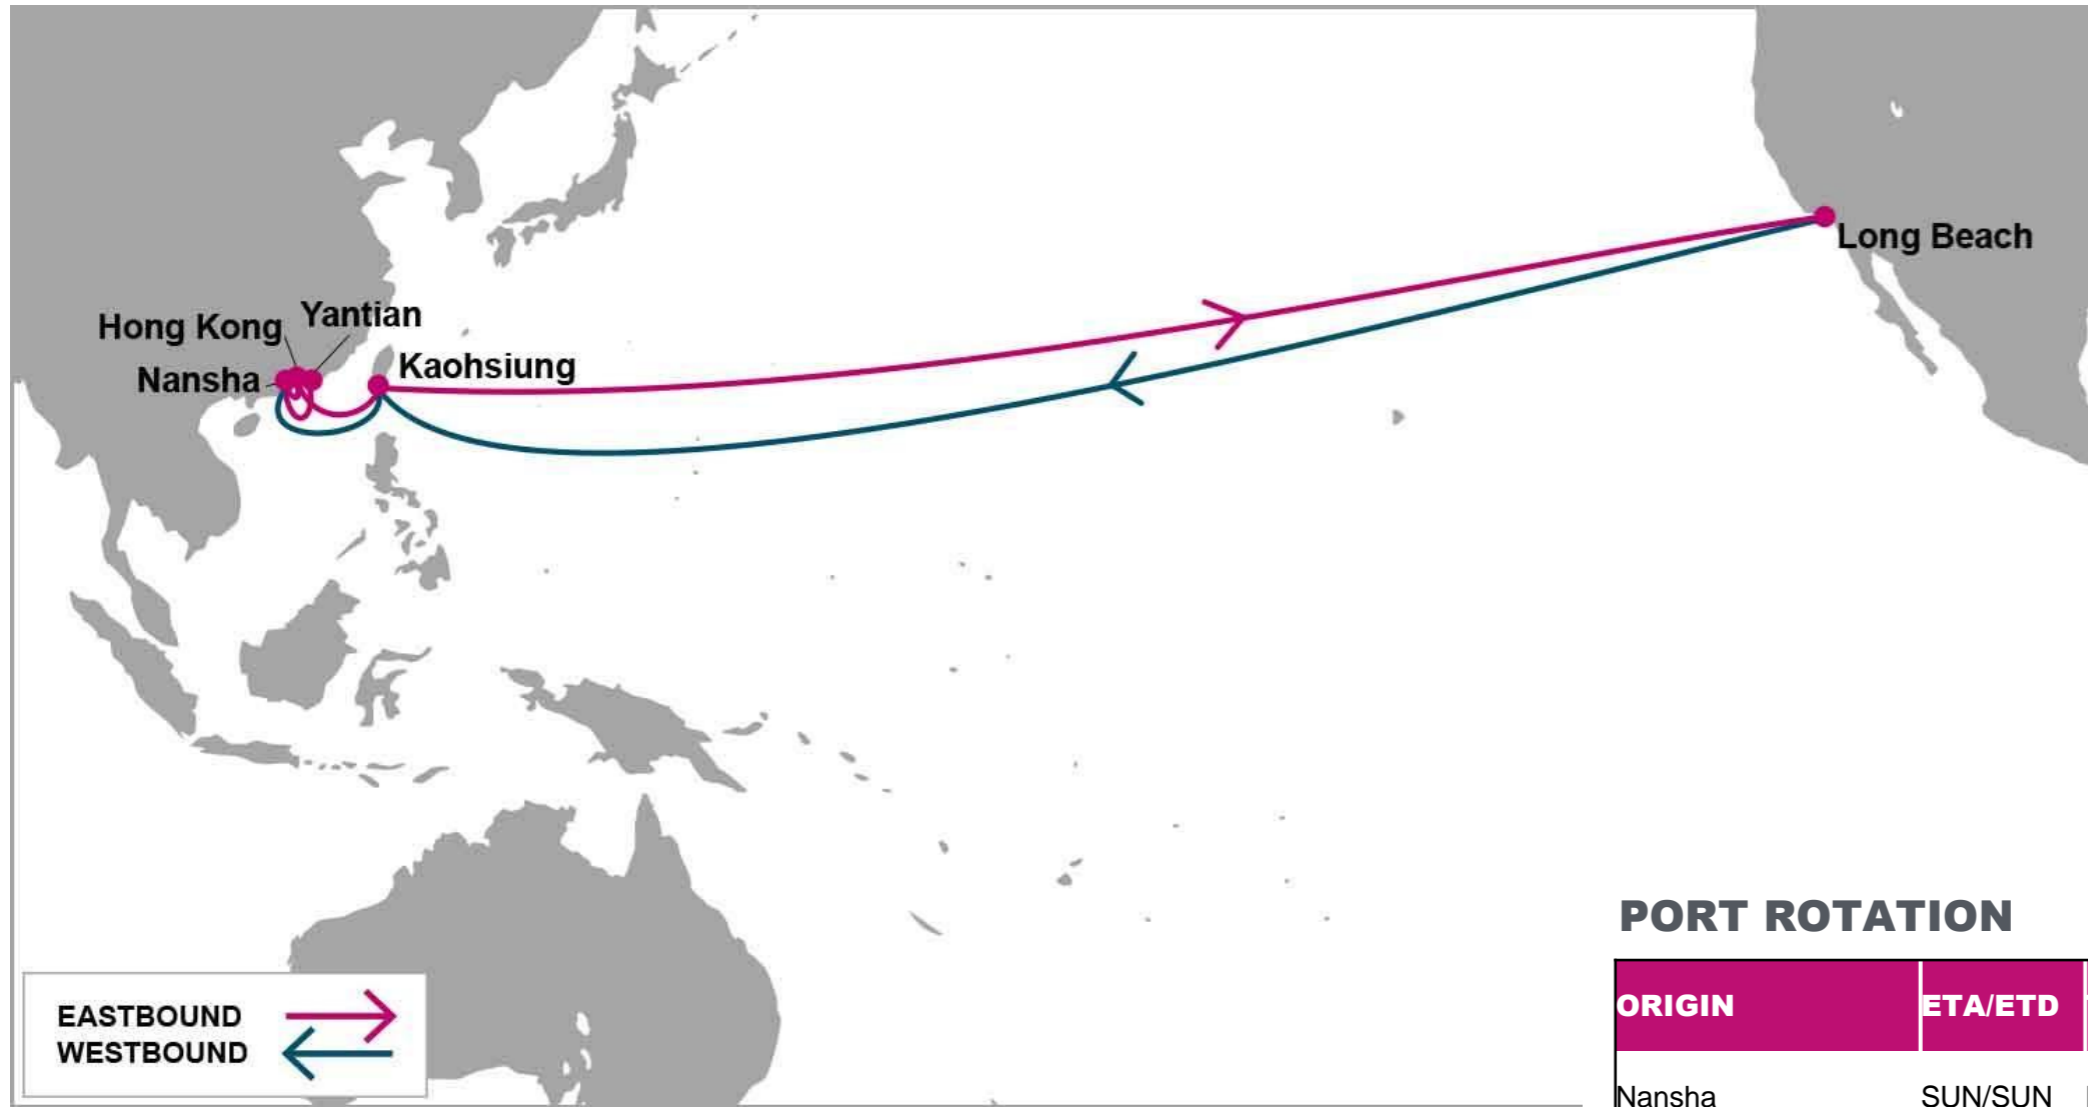 Long Beach
Yantian
Hong Kong
Kaohsiung
Nansha
EASTBOUND
WESTBOUND
PORT ROTATION
ORIGIN ETA/ETD
Nansha SUN/SUN